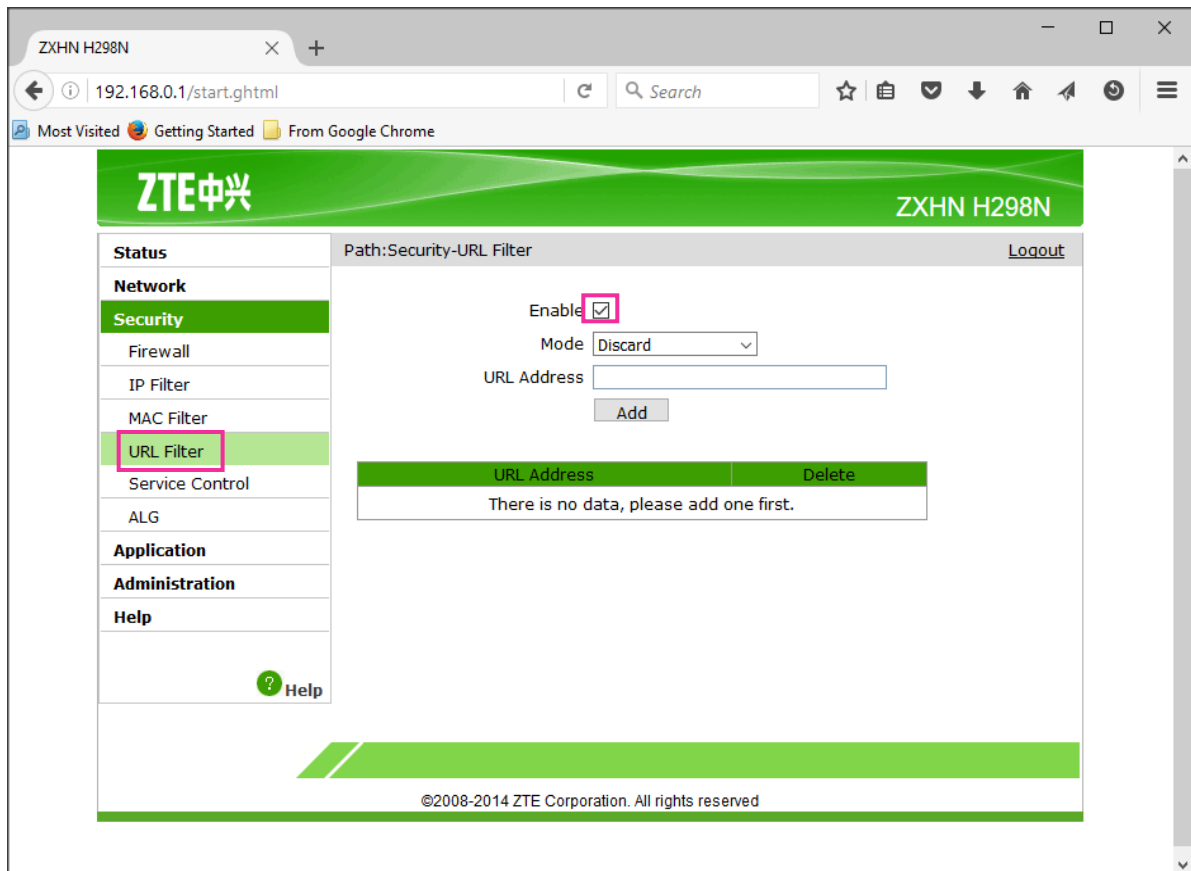 ZXHN H298N
192.168.0.1/start.ghtml
Search
Most Visited Getting Started From Google Chrome
ZTE中兴
ZXHN H298N
Path:Security-URL Filter Logout
Status
Network
Security
Firewall
IP Filter
MAC Filter
URL Filter
Service Control
ALG
Application
Administration
Help
? Help
Enable
Mode Discard
URL Address
Add
URL Address Delete
There is no data, please add one first.
©2008-2014 ZTE Corporation. All rights reserved